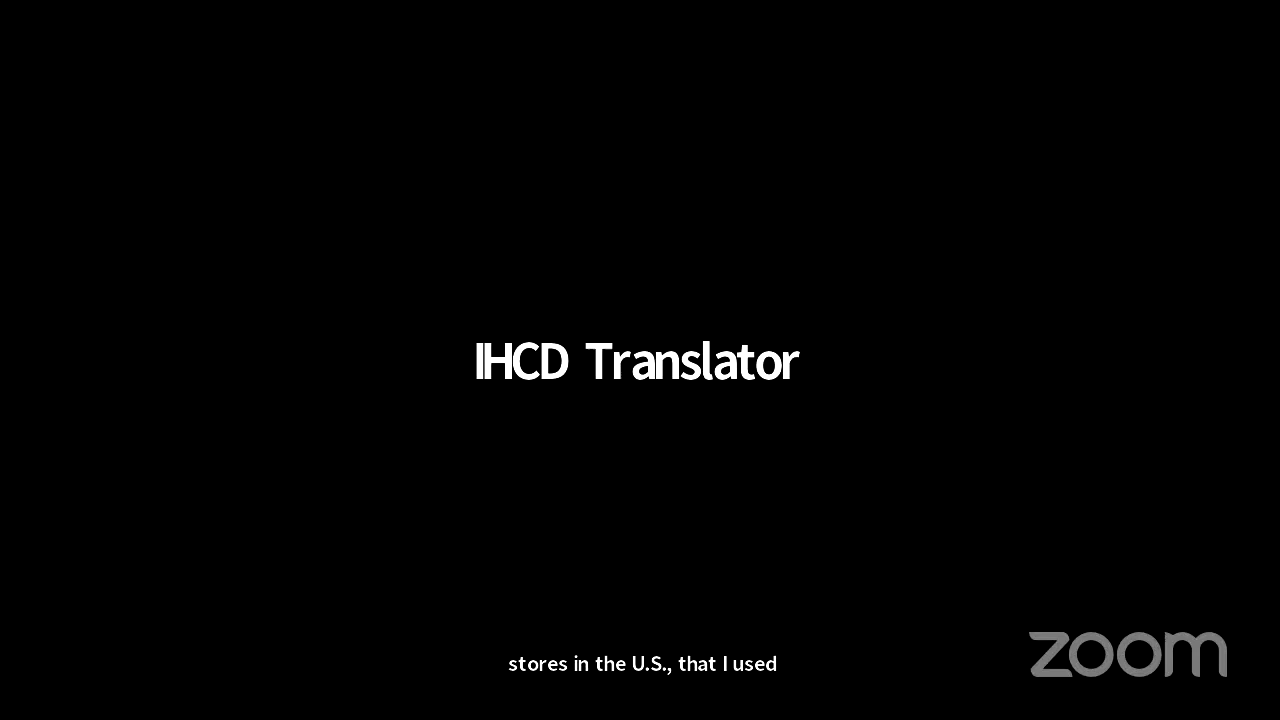 IHCD Translator
stores in the U.S., that I used
zoom